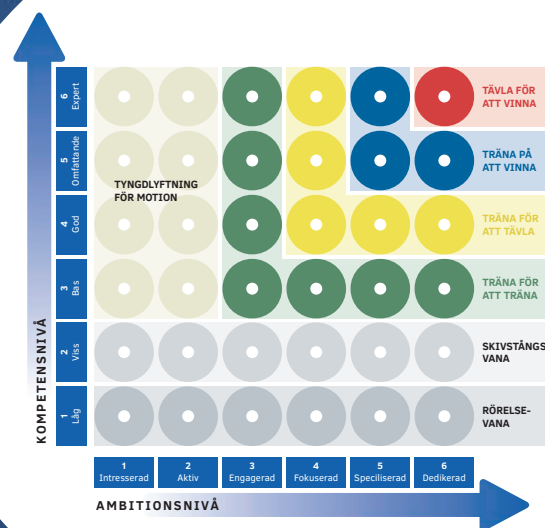 KOMPETENSNIVÅ
6
Expert
5
Omfattande
4
God
3
Bas
2
Viss
1
Låg
TYNGDLYFTNING
FÖR MOTION
TÄVLA FÖR
ATT VINNA
TRÄNA PÅ
ATT VINNA
TRÄNA FÖR
ATT TÄVLA
TRÄNA FÖR
ATT TRÄNA
SKIVSTÅNGS
VANA
RÖRELSE-
VANA
1
Intresserad
2
Aktiv
3
Engagerad
4
Fokuserad
5
Speciliserad
6
Dedikerad
AMBITIONSNIVÅ